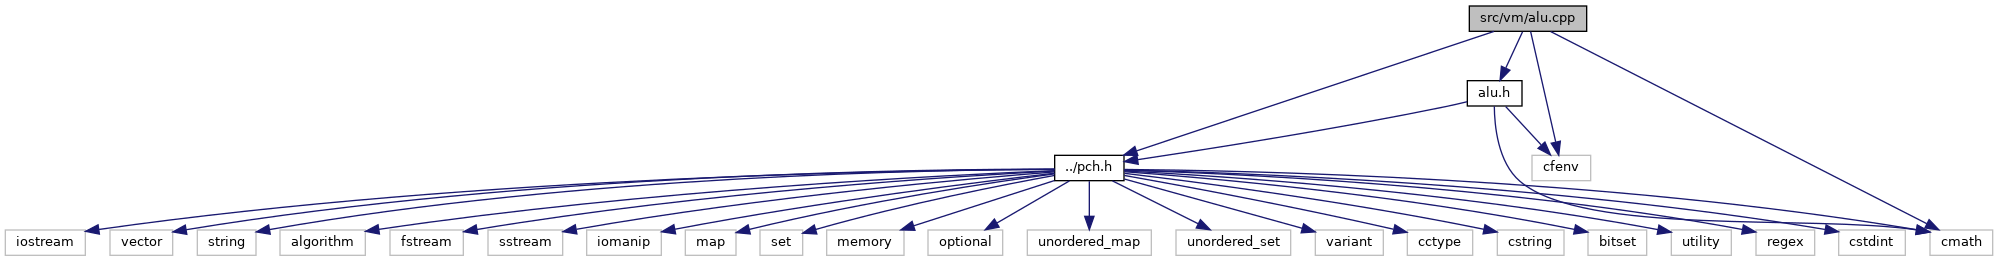 src/vm/alu.cpp
alu.h
../pch.h
cfenv
iostream
vector
string
algorithm
fstream
sstream
iomanip
map
set
memory
optional
unordered_map
unordered_set
variant
cctype
cstring
bitset
utility
regex
cstdint
cmath